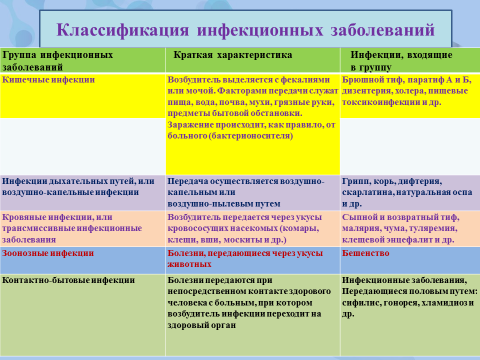 Классификация инфекционных заболеваний
Группа инфекционных
заболеваний
Краткая характеристика
Инфекции, входящие
в группу
Кишечные инфекции
Возбудитель выделяется с фекалиями
или мочой. Факторами передачи служат
пища, вода, почва, мухи, грязные руки,
предметы бытовой обстановки.
Заражение происходит, как правило, от
больного (бактерионосителя)
Брюшной тиф, паратиф А и Б,
дизентерия, холера, пищевые
токсикоинфекции и др.
Инфекции дыхательных путей, или
воздушно-капельные инфекции
Передача осуществляется воздушно-
капельным или
воздушно-пылевым путем
Грипп, корь, дифтерия,
скарлатина, натуральная оспа
и др.
Кровяные инфекции, или
трансмиссивные инфекционные
заболевания
Возбудитель передается через укусы
кровососущих насекомых (комары,
клещи, вши, москиты и др.)
Сыпной и возвратный тиф,
малярия, чума, туляремия,
клещевой энцефалит и др.
Зоонозные инфекции
Болезни, передающиеся через укусы
животных
Бешенство
Контактно-бытовые инфекции
Болезни передаются при
непосредственном контакте здорового
человека с больным, при котором
возбудитель инфекции переходит на
здоровый орган
Инфекционные заболевания,
Передающиеся половым путем:
сифилис, гонорея, хламидиоз и
др.